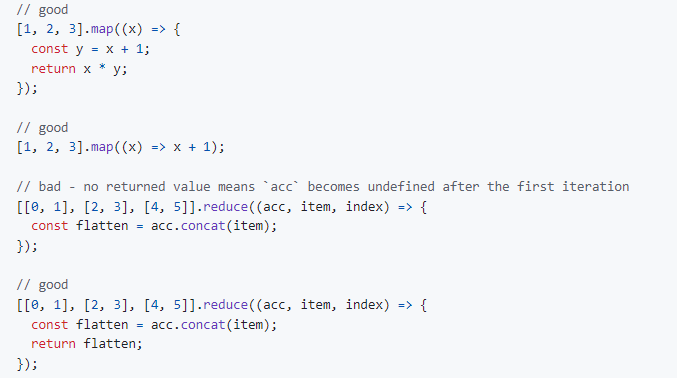 // good
[1, 2, 3].map((x) => {
  const y = x + 1;
  return x * y;
});

// good
[1, 2, 3].map((x) => x + 1);

// bad - no returned value means `acc` becomes undefined after the first iteration
[[0, 1], [2, 3], [4, 5]].reduce((acc, item, index) => {
  const flatten = acc.concat(item);
});

// good
[[0, 1], [2, 3], [4, 5]].reduce((acc, item, index) => {
  const flatten = acc.concat(item);
  return flatten;
});